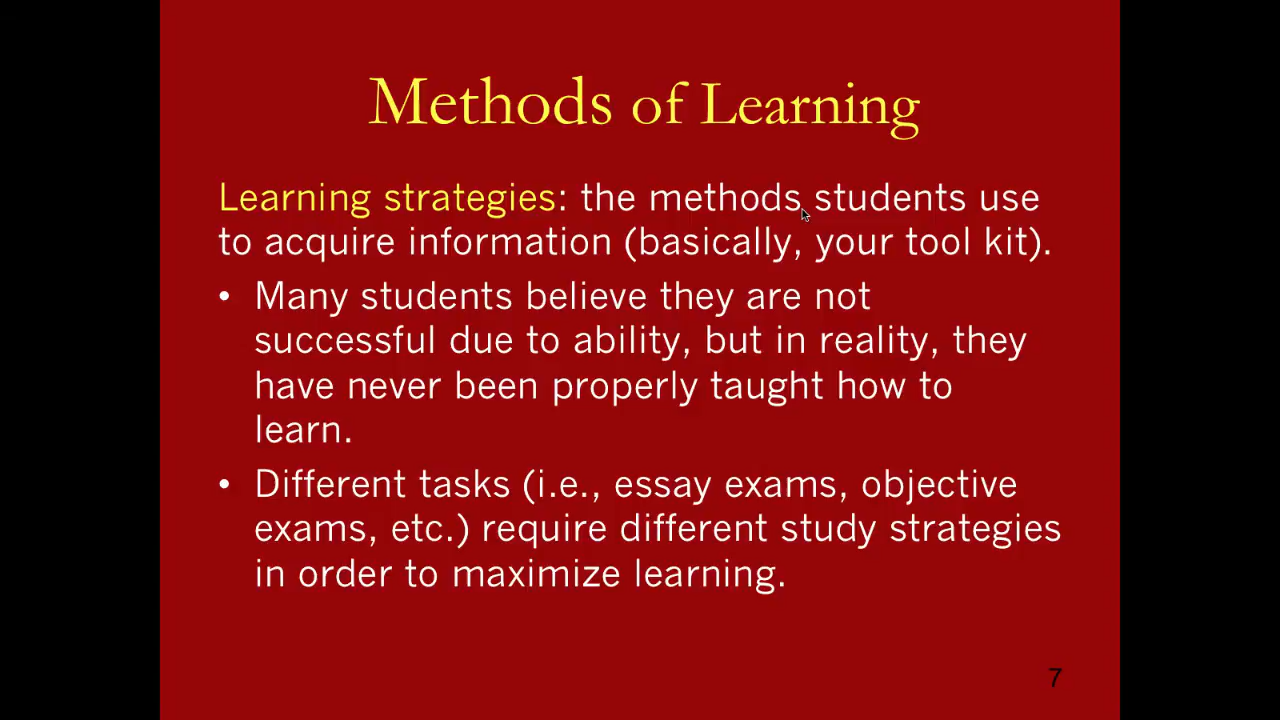 Methods of Learning
Learning strategies: the methods students use
to acquire information (basically, your tool kit).
• Many students believe they are not
successful due to ability, but in reality, they
have never been properly taught how to
learn.
• Different tasks (i.e., essay exams, objective
exams, etc.) require different study strategies
in order to maximize learning.
7